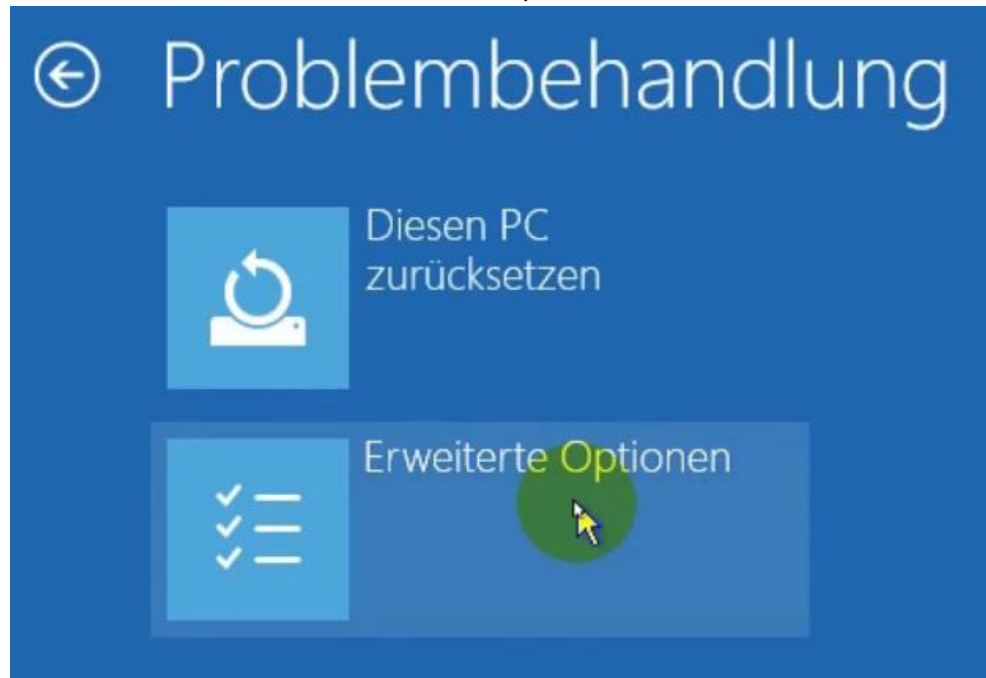 Problembehandlung
Diesen PC
zurücksetzen
Erweiterte Optionen